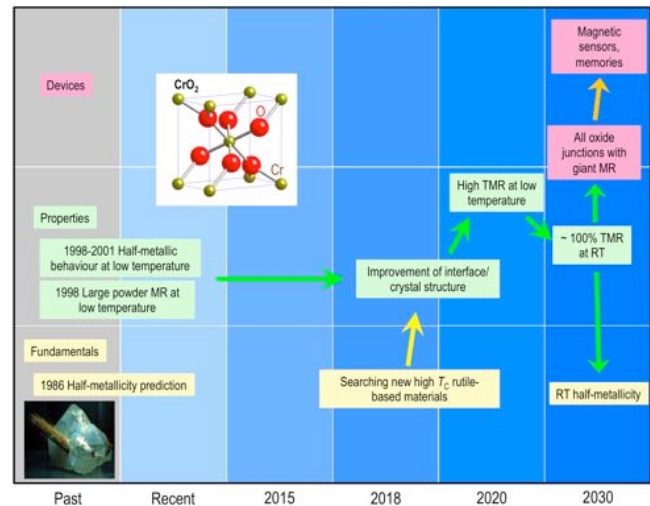 Devices
CrO2
O
Cr
Magnetic
sensors,
memories
All oxide
junctions with
giant MR
Properties
1998-2001 Half-metallic
behaviour at low temperature
1998 Large powder MR at
low temperature
Improvement of interface/
crystal structure
High TMR at low
temperature
~ 100% TMR
at RT
Fundamentals
1986 Half-metallicity prediction
Searching new high TC rutile-
based materials
RT half-metallicity
Past
Recent
2015
2018
2020
2030